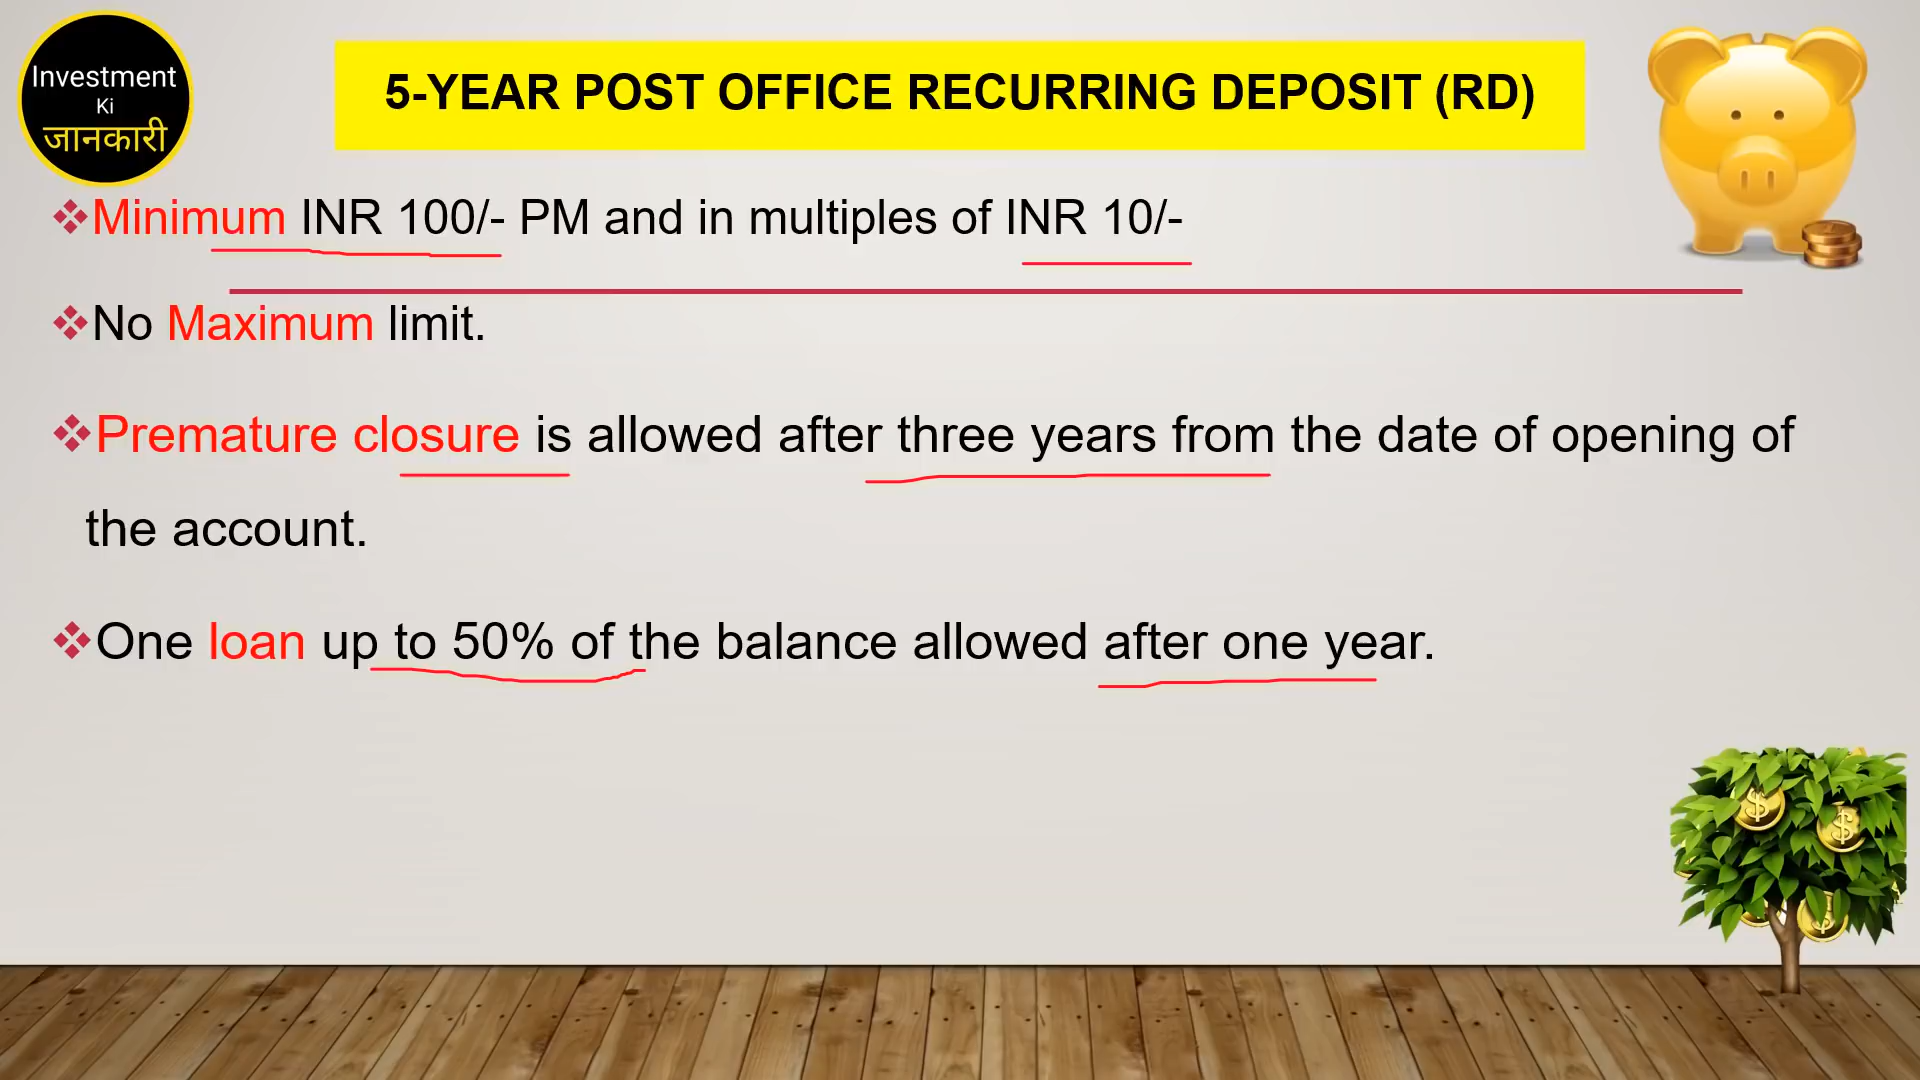 Investment
Ki
जानकारी
5-YEAR POST OFFICE RECURRING DEPOSIT (RD)
❖Minimum INR 100/- PM and in multiples of INR 10/-
❖No Maximum limit.
❖Premature closure is allowed after three years from the date of opening of
the account.
❖One loan up to 50% of the balance allowed after one year.
$
$
$